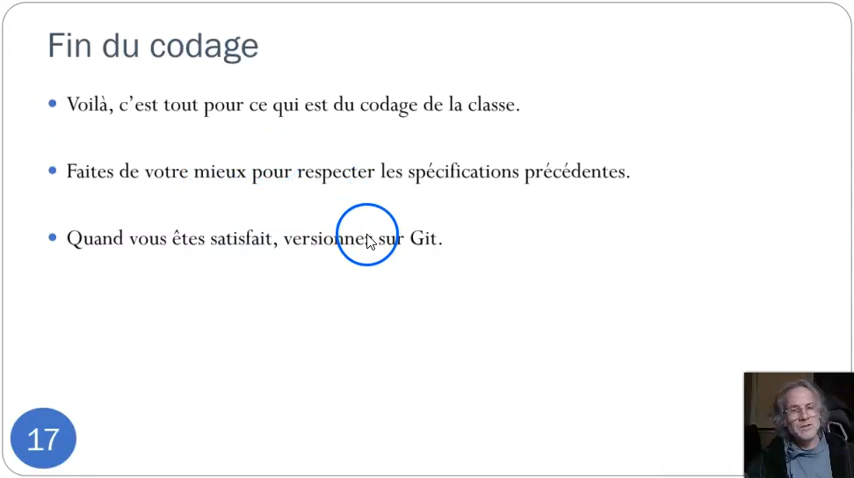 Fin du codage
• Voilà, c'est tout pour ce qui est du codage de la classe.
• Faites de votre mieux pour respecter les spécifications précédentes.
• Quand vous êtes satisfait, versionnez sur Git.
17